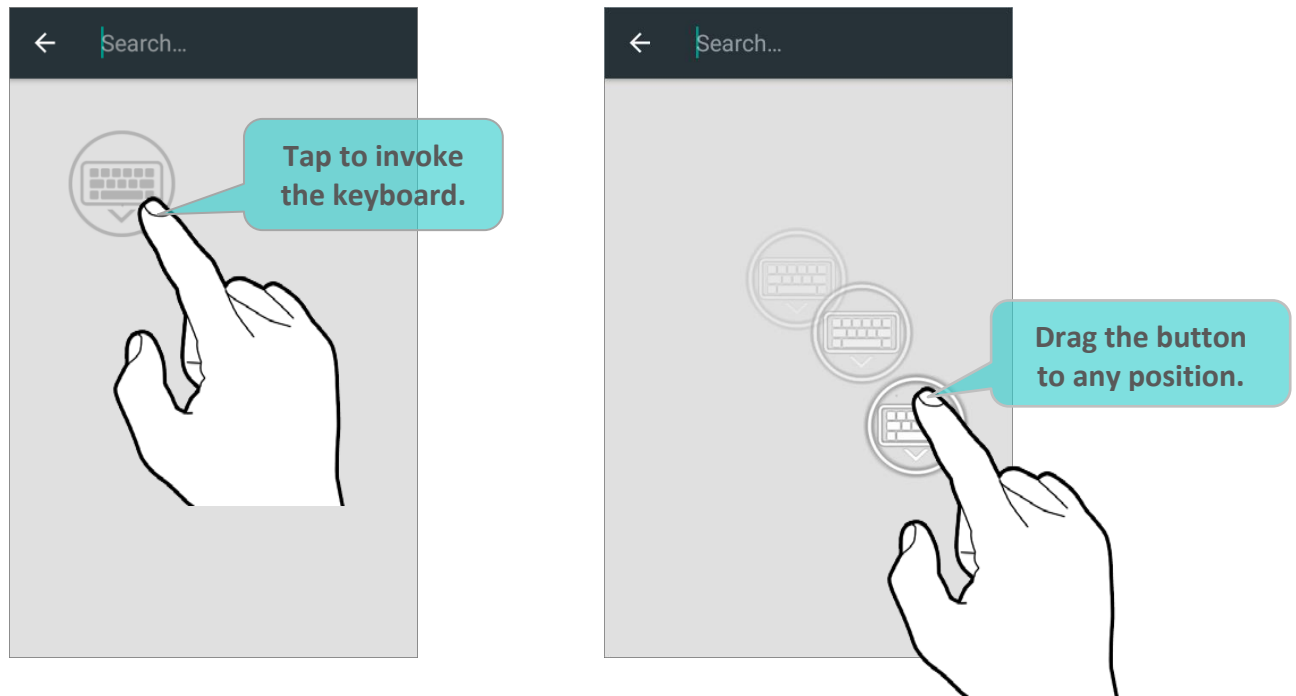 Search...
Tap to invoke
the keyboard.
Search...
Drag the button
to any position.